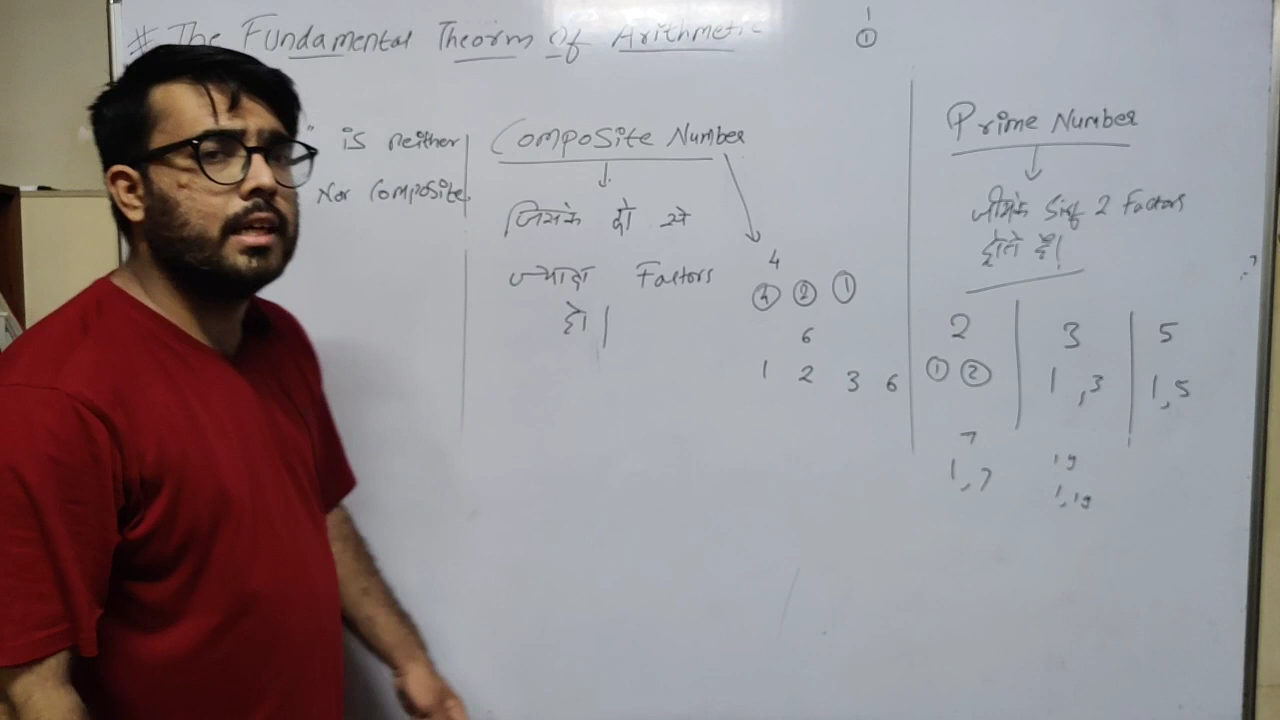 # The Fundamental Theorm Of Arithmetic
1
1
" is neither
Nor Composite.
Composite Number
जिसके दो से
ज्यादा Factors
हो|
4
4 2 1
6
1 2 3 6
Prime Number
जीसके Sirf 2 Factors
होते हैं|
2 3 5
1 2 1,3 1,5
7 19
1,7 1,19